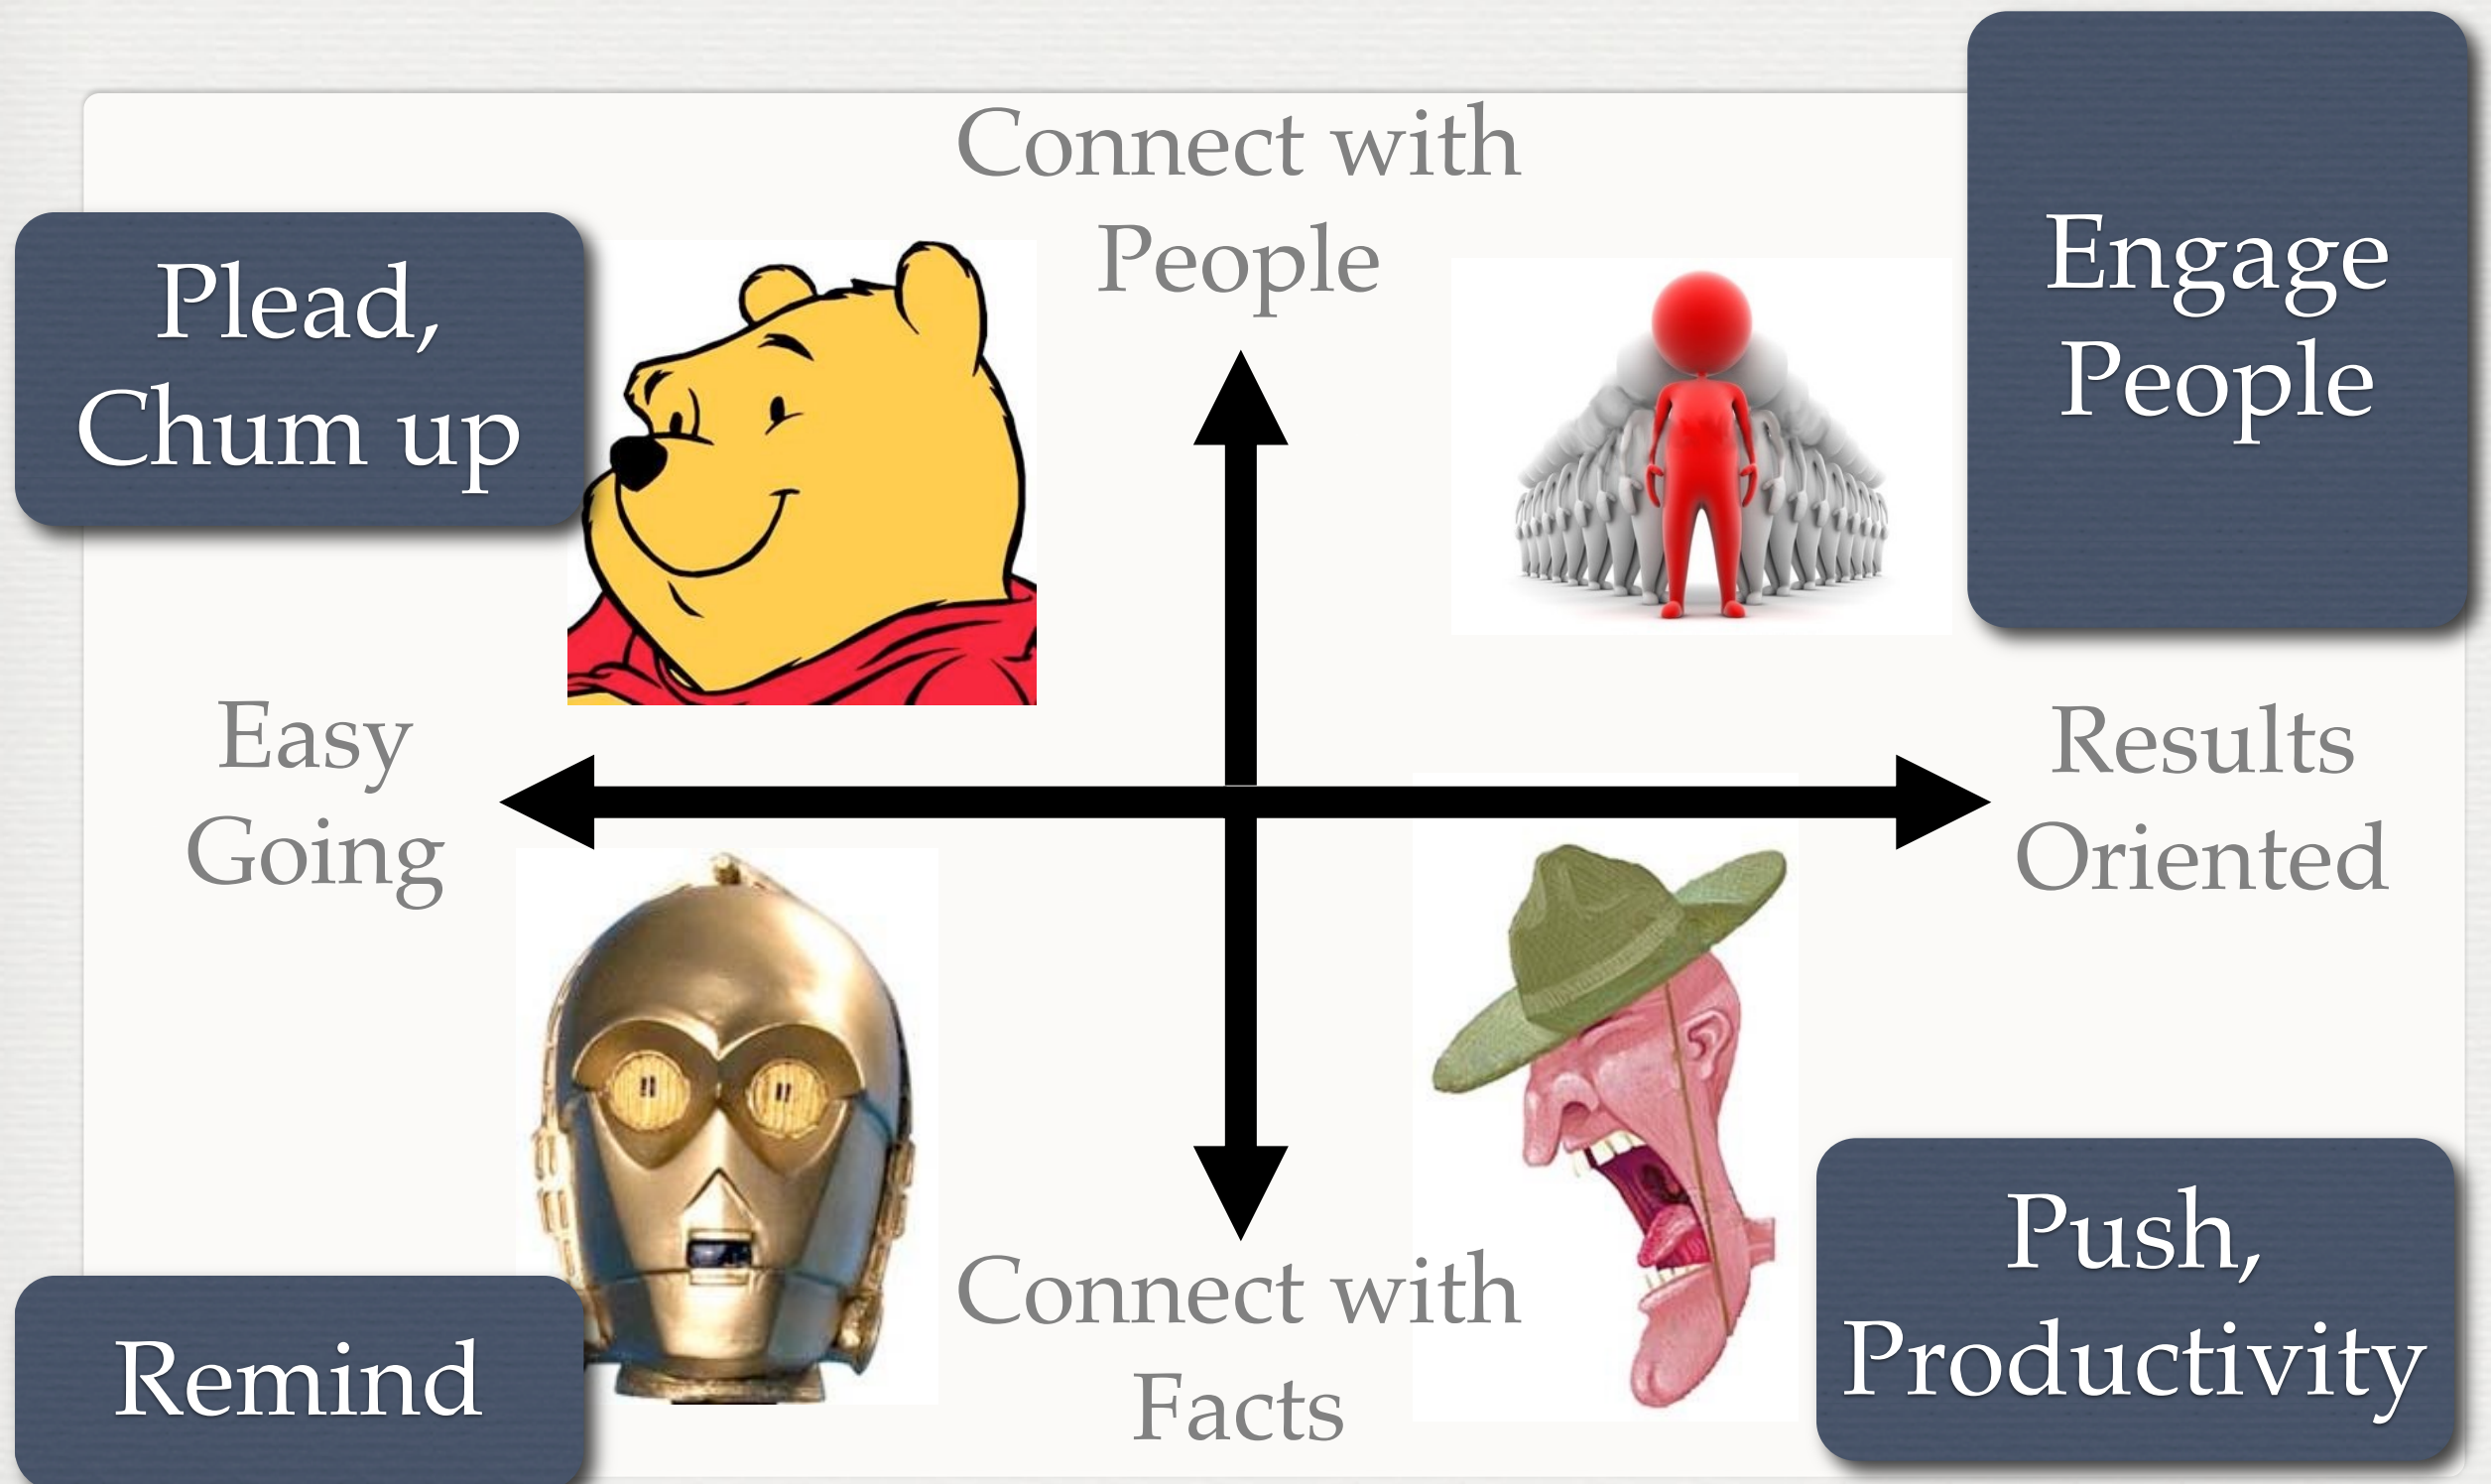 Connect with
People
Plead,
Chum up
Engage
People
Easy
Going
Results
Oriented
Connect with
Facts
Remind
Push,
Productivity